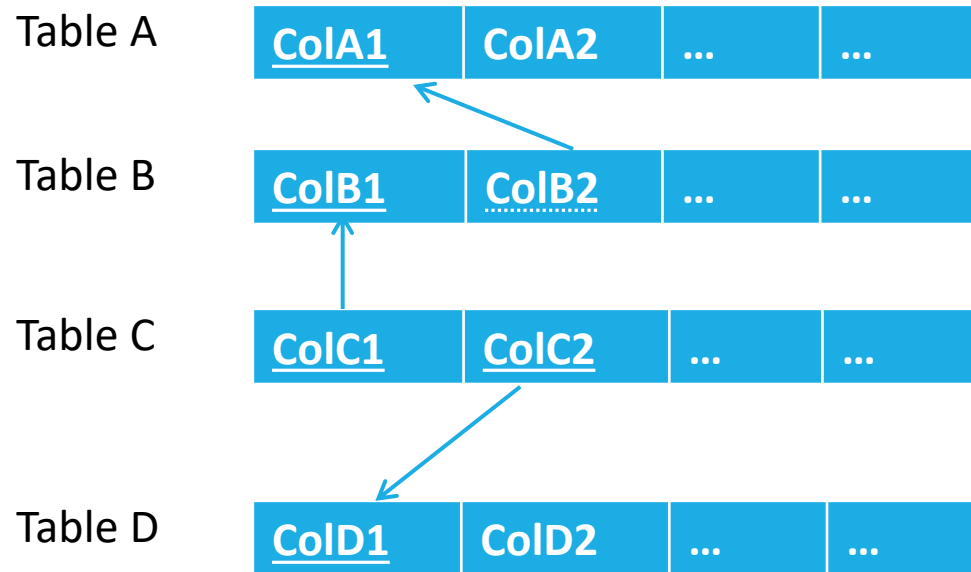 Table A ColA1 ColA2 ... ...
Table B ColB1 ColB2 ... ...
Table C ColC1 ColC2 ... ...
Table D ColD1 ColD2 ... ...